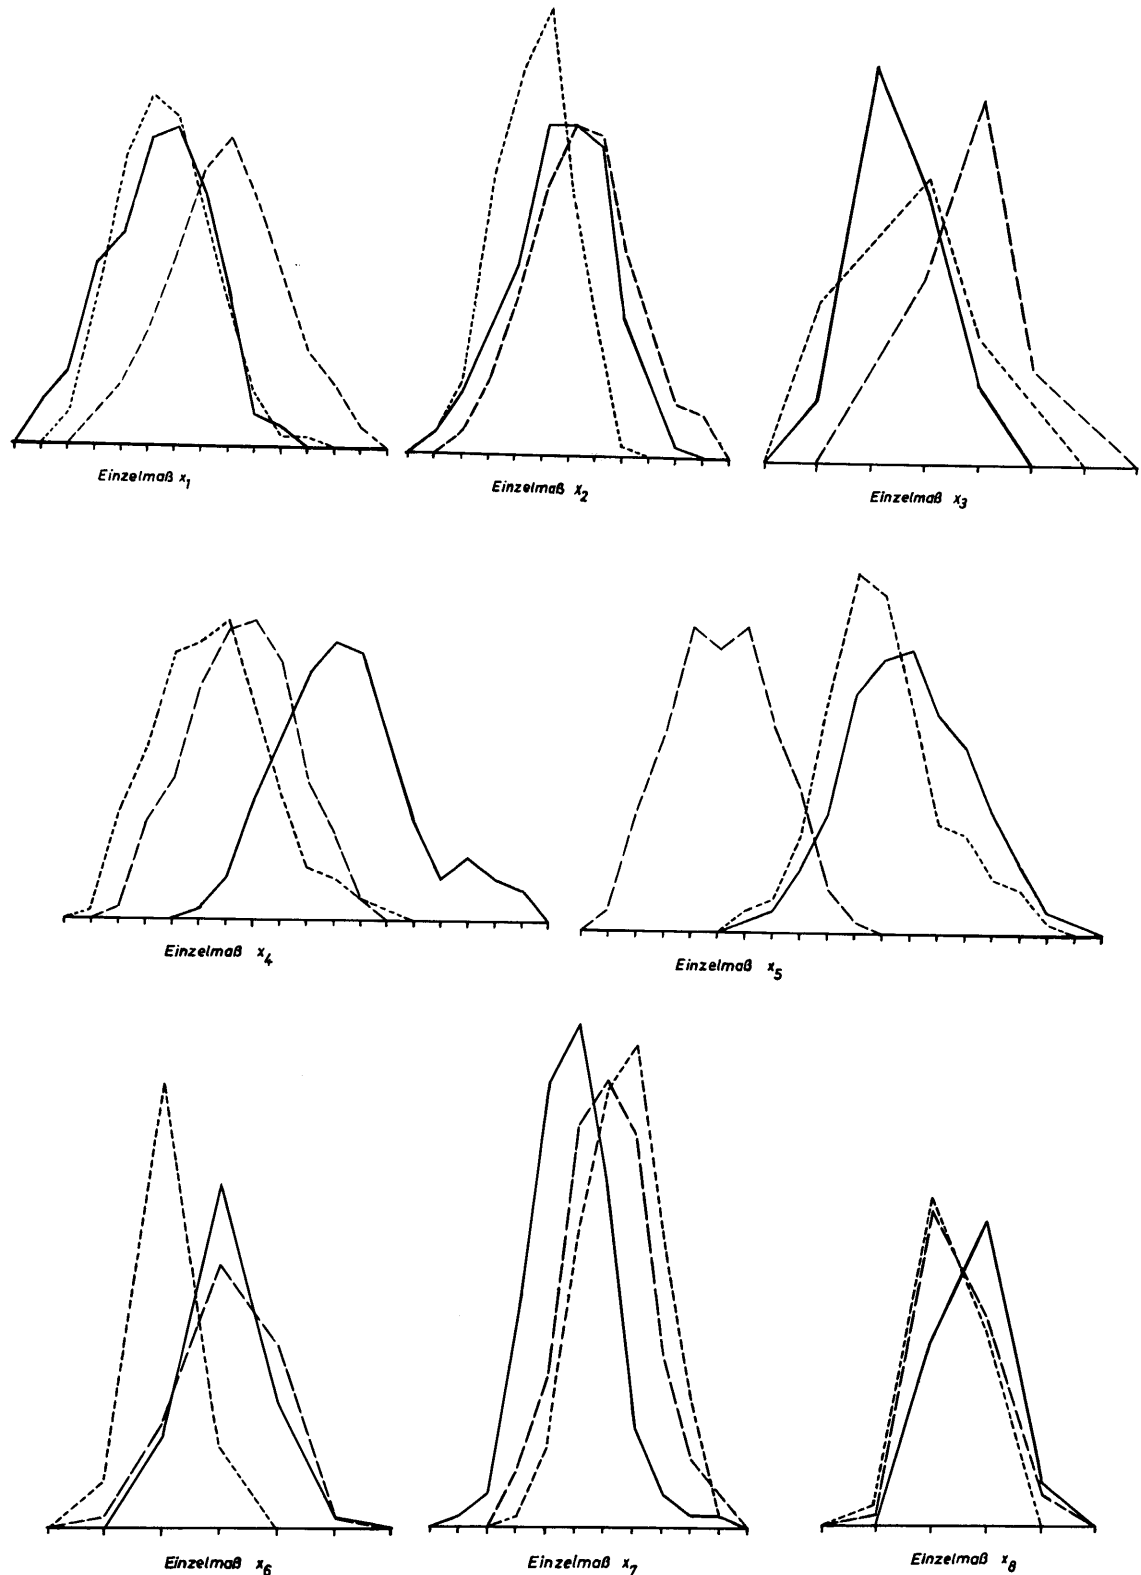 Einzelmaß x₁
Einzelmaß x₂
Einzelmaß x₃
Einzelmaß x₄
Einzelmaß x₅
Einzelmaß x₆
Einzelmaß x₇
Einzelmaß x₈